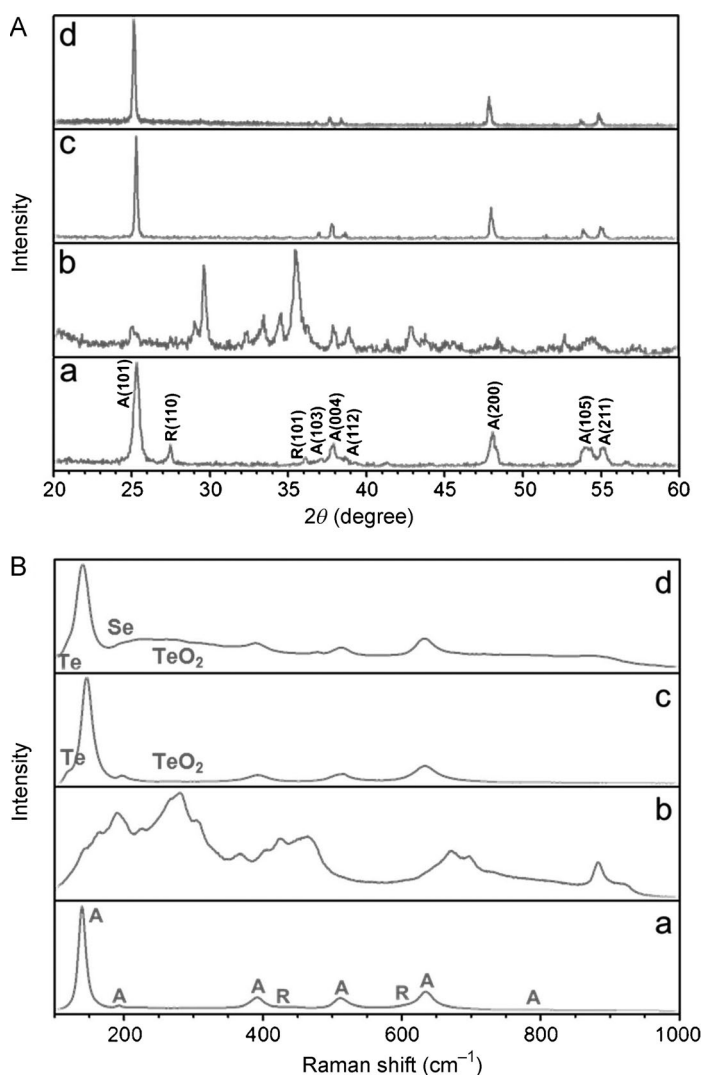 A
d
c
b
a
A(101)
R(110)
R(101)
A(103)
A(004)
A(112)
A(200)
A(105)
A(211)
Intensity
20 25 30 35 40 45 50 55 60
2θ (degree)
B
d
Se
Te
TeO₂
c
Te
TeO₂
b
a
A
A
A
R
A
R
A
A
Intensity
200 400 600 800 1000
Raman shift (cm⁻¹)